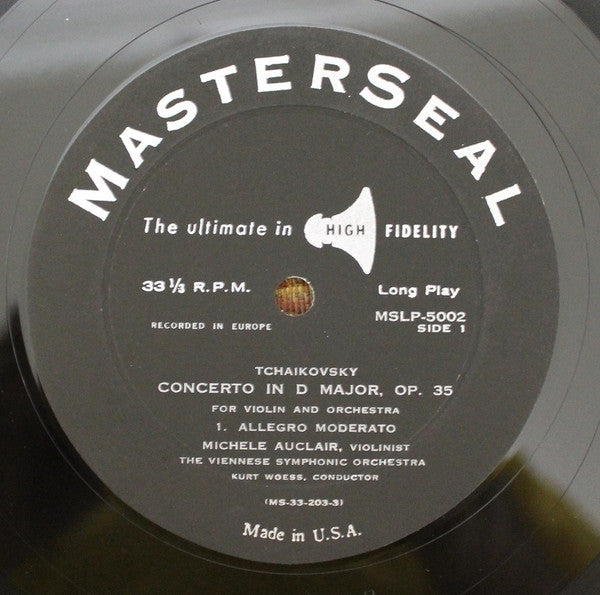 MASTERSEAL
The ultimate in HIGH FIDELITY
33 1/3 R.P.M. Long Play
MSLP-5002
RECORDED IN EUROPE SIDE 1
TCHAIKOVSKY
CONCERTO IN D MAJOR, OP. 35
FOR VIOLIN AND ORCHESTRA
1. ALLEGRO MODERATO
MICHELE AUCLAIR, VIOLINIST
THE VIENNESE SYMPHONIC ORCHESTRA
KURT WOESS, CONDUCTOR
(MS-33-203-3)
Made in U.S.A.